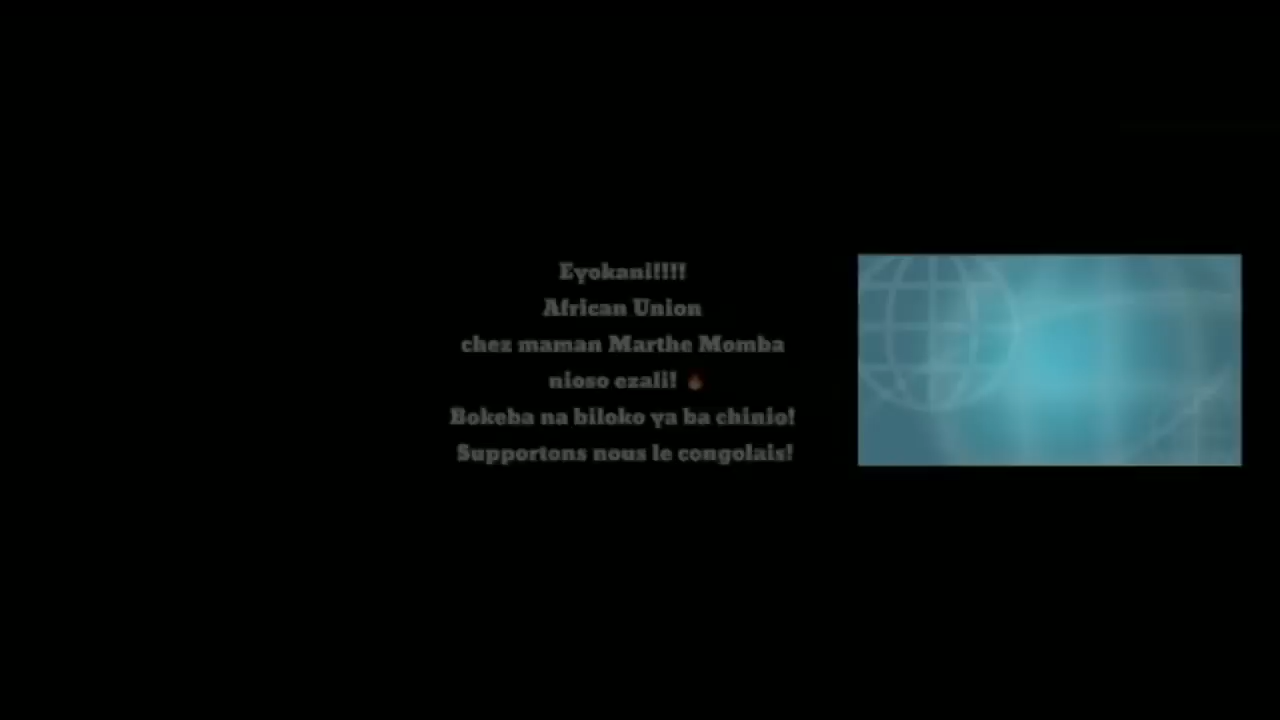 Eyokani!!!!
African Union
chez maman Marthe Momba
nioso ezali! 🔥
Bokeba na biloko ya ba chinio!
Supportons nous le congolais!